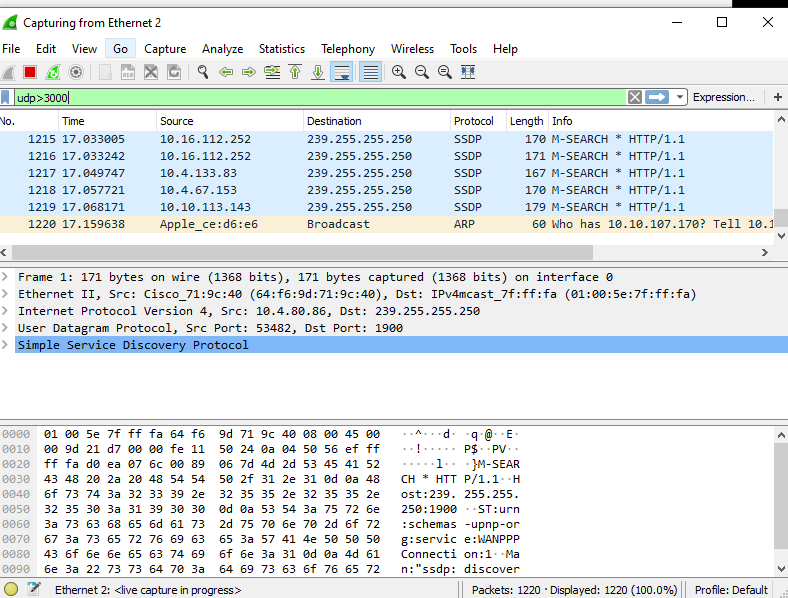 Capturing from Ethernet 2
File Edit View Go Capture Analyze Statistics Telephony Wireless Tools Help
udp>3000 Expression... +
No. Time Source Destination Protocol Length Info
1215 17.033005 10.16.112.252 239.255.255.250 SSDP 170 M-SEARCH * HTTP/1.1
1216 17.033242 10.16.112.252 239.255.255.250 SSDP 171 M-SEARCH * HTTP/1.1
1217 17.049747 10.4.133.83 239.255.255.250 SSDP 167 M-SEARCH * HTTP/1.1
1218 17.057721 10.4.67.153 239.255.255.250 SSDP 170 M-SEARCH * HTTP/1.1
1219 17.068171 10.10.113.143 239.255.255.250 SSDP 179 M-SEARCH * HTTP/1.1
1220 17.159638 Apple_ce:d6:e6 Broadcast ARP 60 Who has 10.10.107.170? Tell 10.1
Frame 1: 171 bytes on wire (1368 bits), 171 bytes captured (1368 bits) on interface 0
Ethernet II, Src: Cisco_71:9c:40 (64:f6:9d:71:9c:40), Dst: IPv4mcast_7f:ff:fa (01:00:5e:7f:ff:fa)
Internet Protocol Version 4, Src: 10.4.80.86, Dst: 239.255.255.250
User Datagram Protocol, Src Port: 53482, Dst Port: 1900
Simple Service Discovery Protocol
0000 01 00 5e 7f ff fa 64 f6 9d 71 9c 40 08 00 45 00 ··^···d· ·q·@··E·
0010 00 9d 21 d7 00 00 fe 11 50 24 0a 04 50 56 ef ff ··!····· P$··PV··
0020 ff fa d0 ea 07 6c 00 89 06 7d 4d 2d 53 45 41 52 ·····l·· ·}M-SEAR
0030 43 48 20 2a 20 48 54 54 50 2f 31 2e 31 0d 0a 48 CH * HTT P/1.1··H
0040 6f 73 74 3a 32 33 39 2e 32 35 35 2e 32 35 35 2e ost:239. 255.255.
0050 32 35 30 3a 31 39 30 30 0d 0a 53 54 3a 75 72 6e 250:1900 ··ST:urn
0060 3a 73 63 68 65 6d 61 73 2d 75 70 6e 70 2d 6f 72 :schemas -upnp-or
0070 67 3a 73 65 72 76 69 63 65 3a 57 41 4e 50 50 50 g:servic e:WANPPP
0080 43 6f 6e 6e 65 63 74 69 6f 6e 3a 31 0d 0a 4d 61 Connecti on:1··Ma
0090 6e 3a 22 73 73 64 70 3a 64 69 73 63 6f 76 65 72 n:"ssdp: discover
Ethernet 2: <live capture in progress> Packets: 1220 · Displayed: 1220 (100.0%) Profile: Default